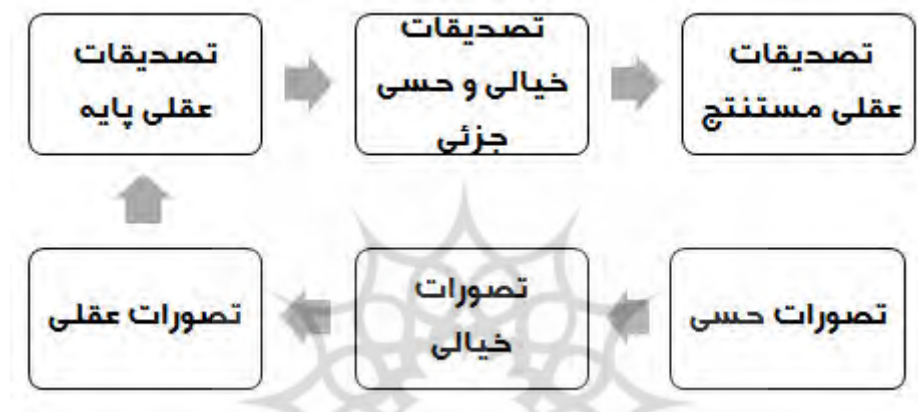 تصدیقات
عقلی پایه
تصدیقات
خیالی و حسی
جزئی
تصدیقات
عقلی مستنتج
تصورات حسی
تصورات
خیالی
تصورات عقلی